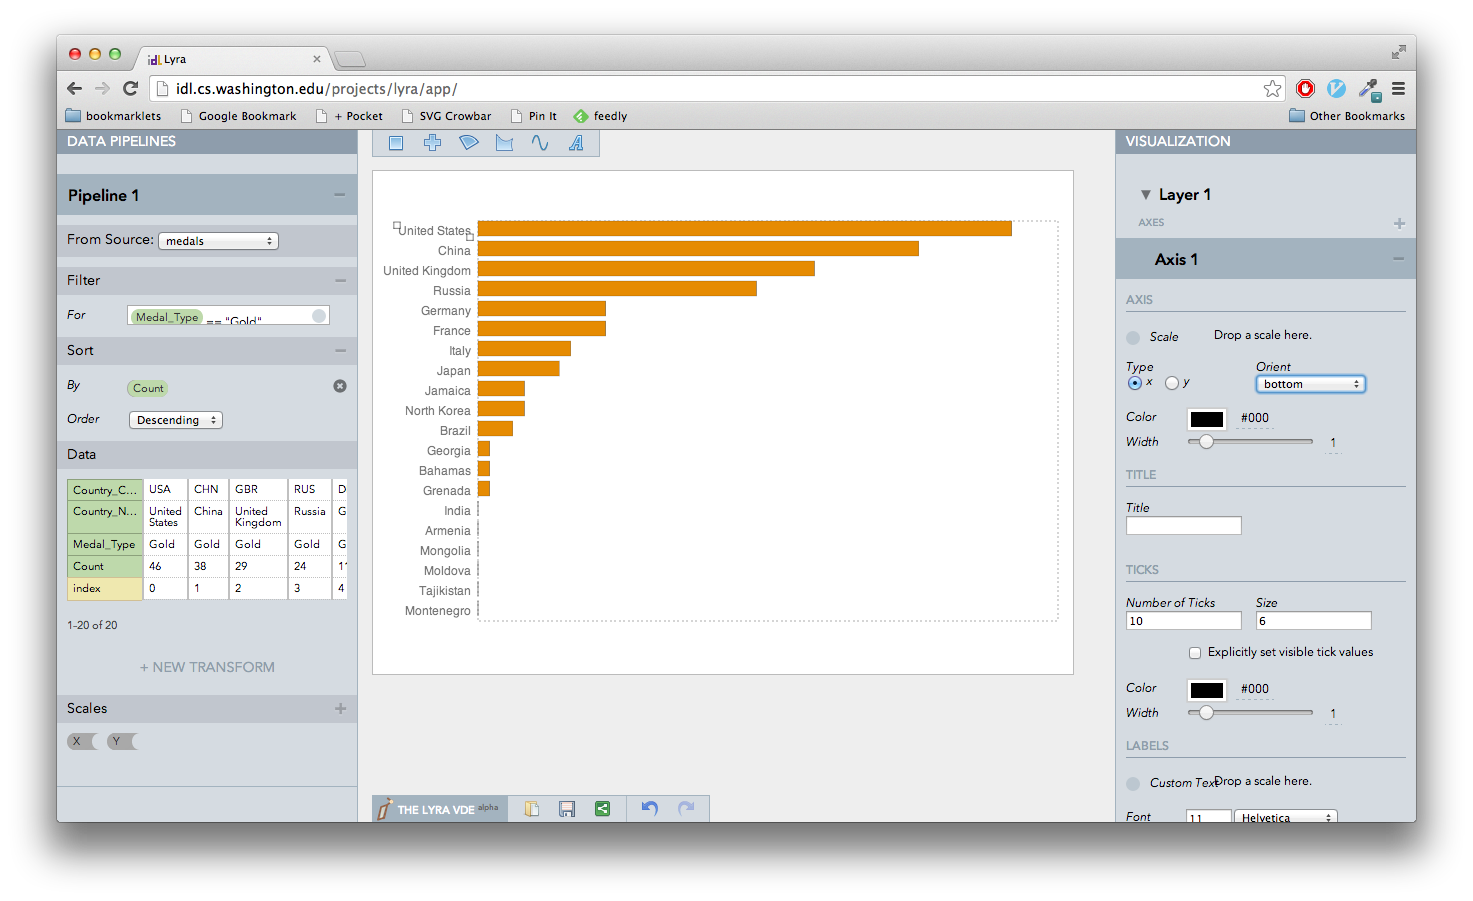 idl Lyra
idl.cs.washington.edu/projects/lyra/app/
bookmarklets Google Bookmark + Pocket SVG Crowbar Pin It feedly Other Bookmarks
DATA PIPELINES
Pipeline 1
From Source: medals
Filter
For Medal_Type == "Gold"
Sort
By Count
Order Descending
Data
Country_C... USA CHN GBR RUS D
Country_N... United States China United Kingdom Russia G
Medal_Type Gold Gold Gold Gold G
Count 46 38 29 24 11
index 0 1 2 3 4
1-20 of 20
+ NEW TRANSFORM
Scales
X Y
United States
China
United Kingdom
Russia
Germany
France
Italy
Japan
Jamaica
North Korea
Brazil
Georgia
Bahamas
Grenada
India
Armenia
Mongolia
Moldova
Tajikistan
Montenegro
THE LYRA VDE alpha
VISUALIZATION
Layer 1
AXES
Axis 1
AXIS
Scale Drop a scale here.
Type Orient
x y bottom
Color #000
Width 1
TITLE
Title
TICKS
Number of Ticks Size
10 6
Explicitly set visible tick values
Color #000
Width 1
LABELS
Custom Text Drop a scale here.
Font 11 Helvetica